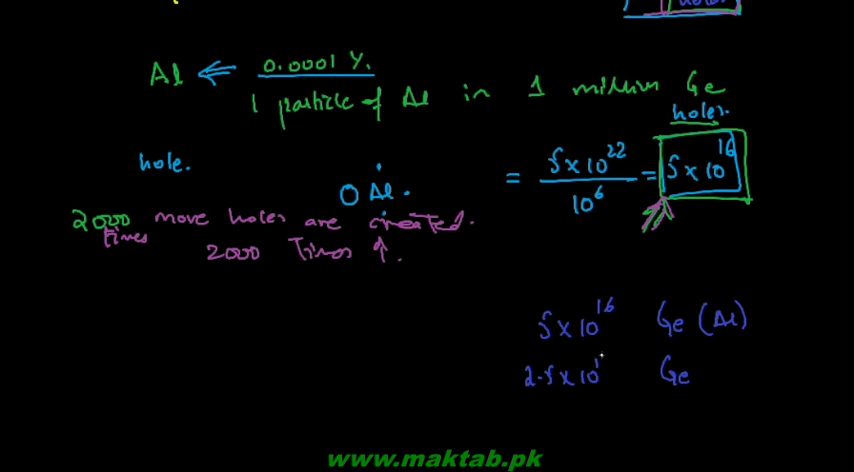 Al ⇐ 0.0001 %.
1 particle of Al in 1 million Ge
holes.
hole.
= 5×10^22 / 10^6 = 5×10^16
Al.
2000 move holes are created.
times
2000 Times ↑.
5×10^16 Ge (Al)
2.5×10^1 Ge
www.maktab.pk